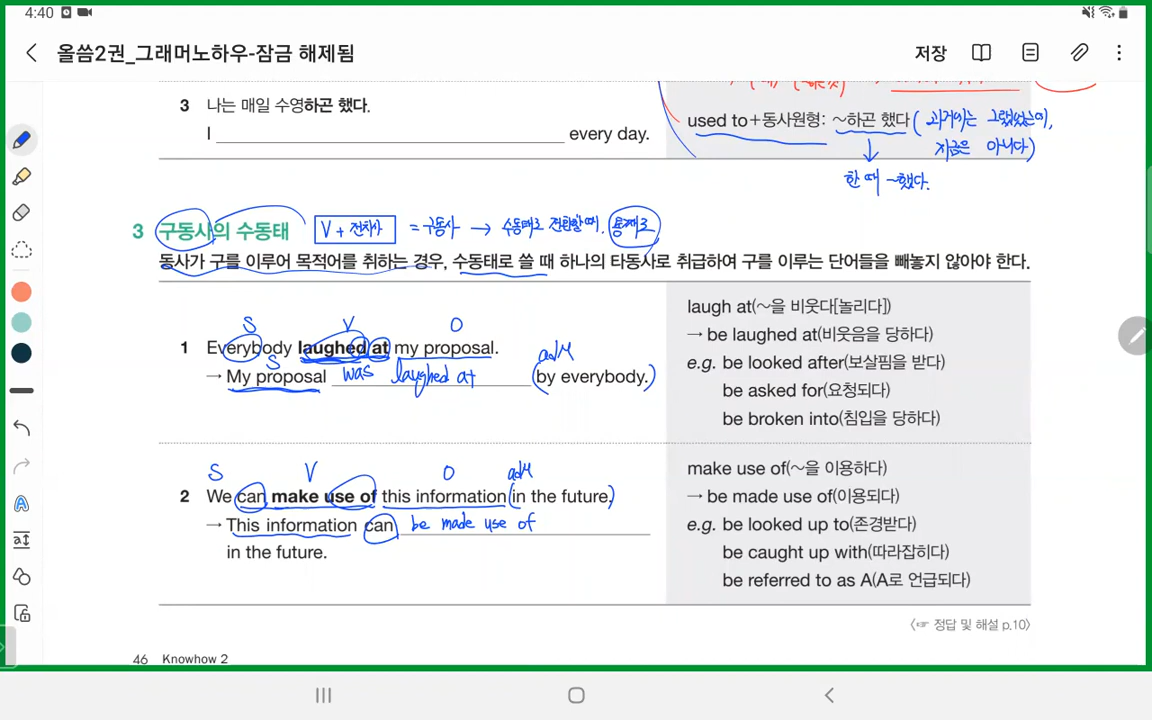 4:40
올씀2권_그래머노하우-잠금 해제됨
저장
3 나는 매일 수영하곤 했다.
I every day.
used to+동사원형: ~하곤 했다 (과거에는 그랬었는데,
지금은 아니다)
한 때 ~했다.
3 구동사의 수동태 V + 전치사 = 구동사 → 수동태로 전환할 때, 통째로
동사가 구를 이루어 목적어를 취하는 경우, 수동태로 쓸 때 하나의 타동사로 취급하여 구를 이루는 단어들을 빼놓지 않아야 한다.
S V O
1 Everybody laughed at my proposal.
S adM
→ My proposal was laughed at (by everybody.)
laugh at(~을 비웃다[놀리다])
→ be laughed at(비웃음을 당하다)
e.g. be looked after(보살핌을 받다)
be asked for(요청되다)
be broken into(침입을 당하다)
S V O adM
2 We can make use of this information (in the future.)
→ This information can be made use of
in the future.
make use of(~을 이용하다)
→ be made use of(이용되다)
e.g. be looked up to(존경받다)
be caught up with(따라잡히다)
be referred to as A(A로 언급되다)
〈☞ 정답 및 해설 p.10〉
46 Knowhow 2